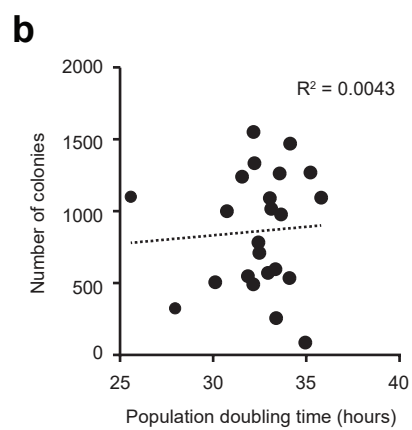 b
R² = 0.0043
Number of colonies
2000
1500
1000
500
0
25 30 35 40
Population doubling time (hours)